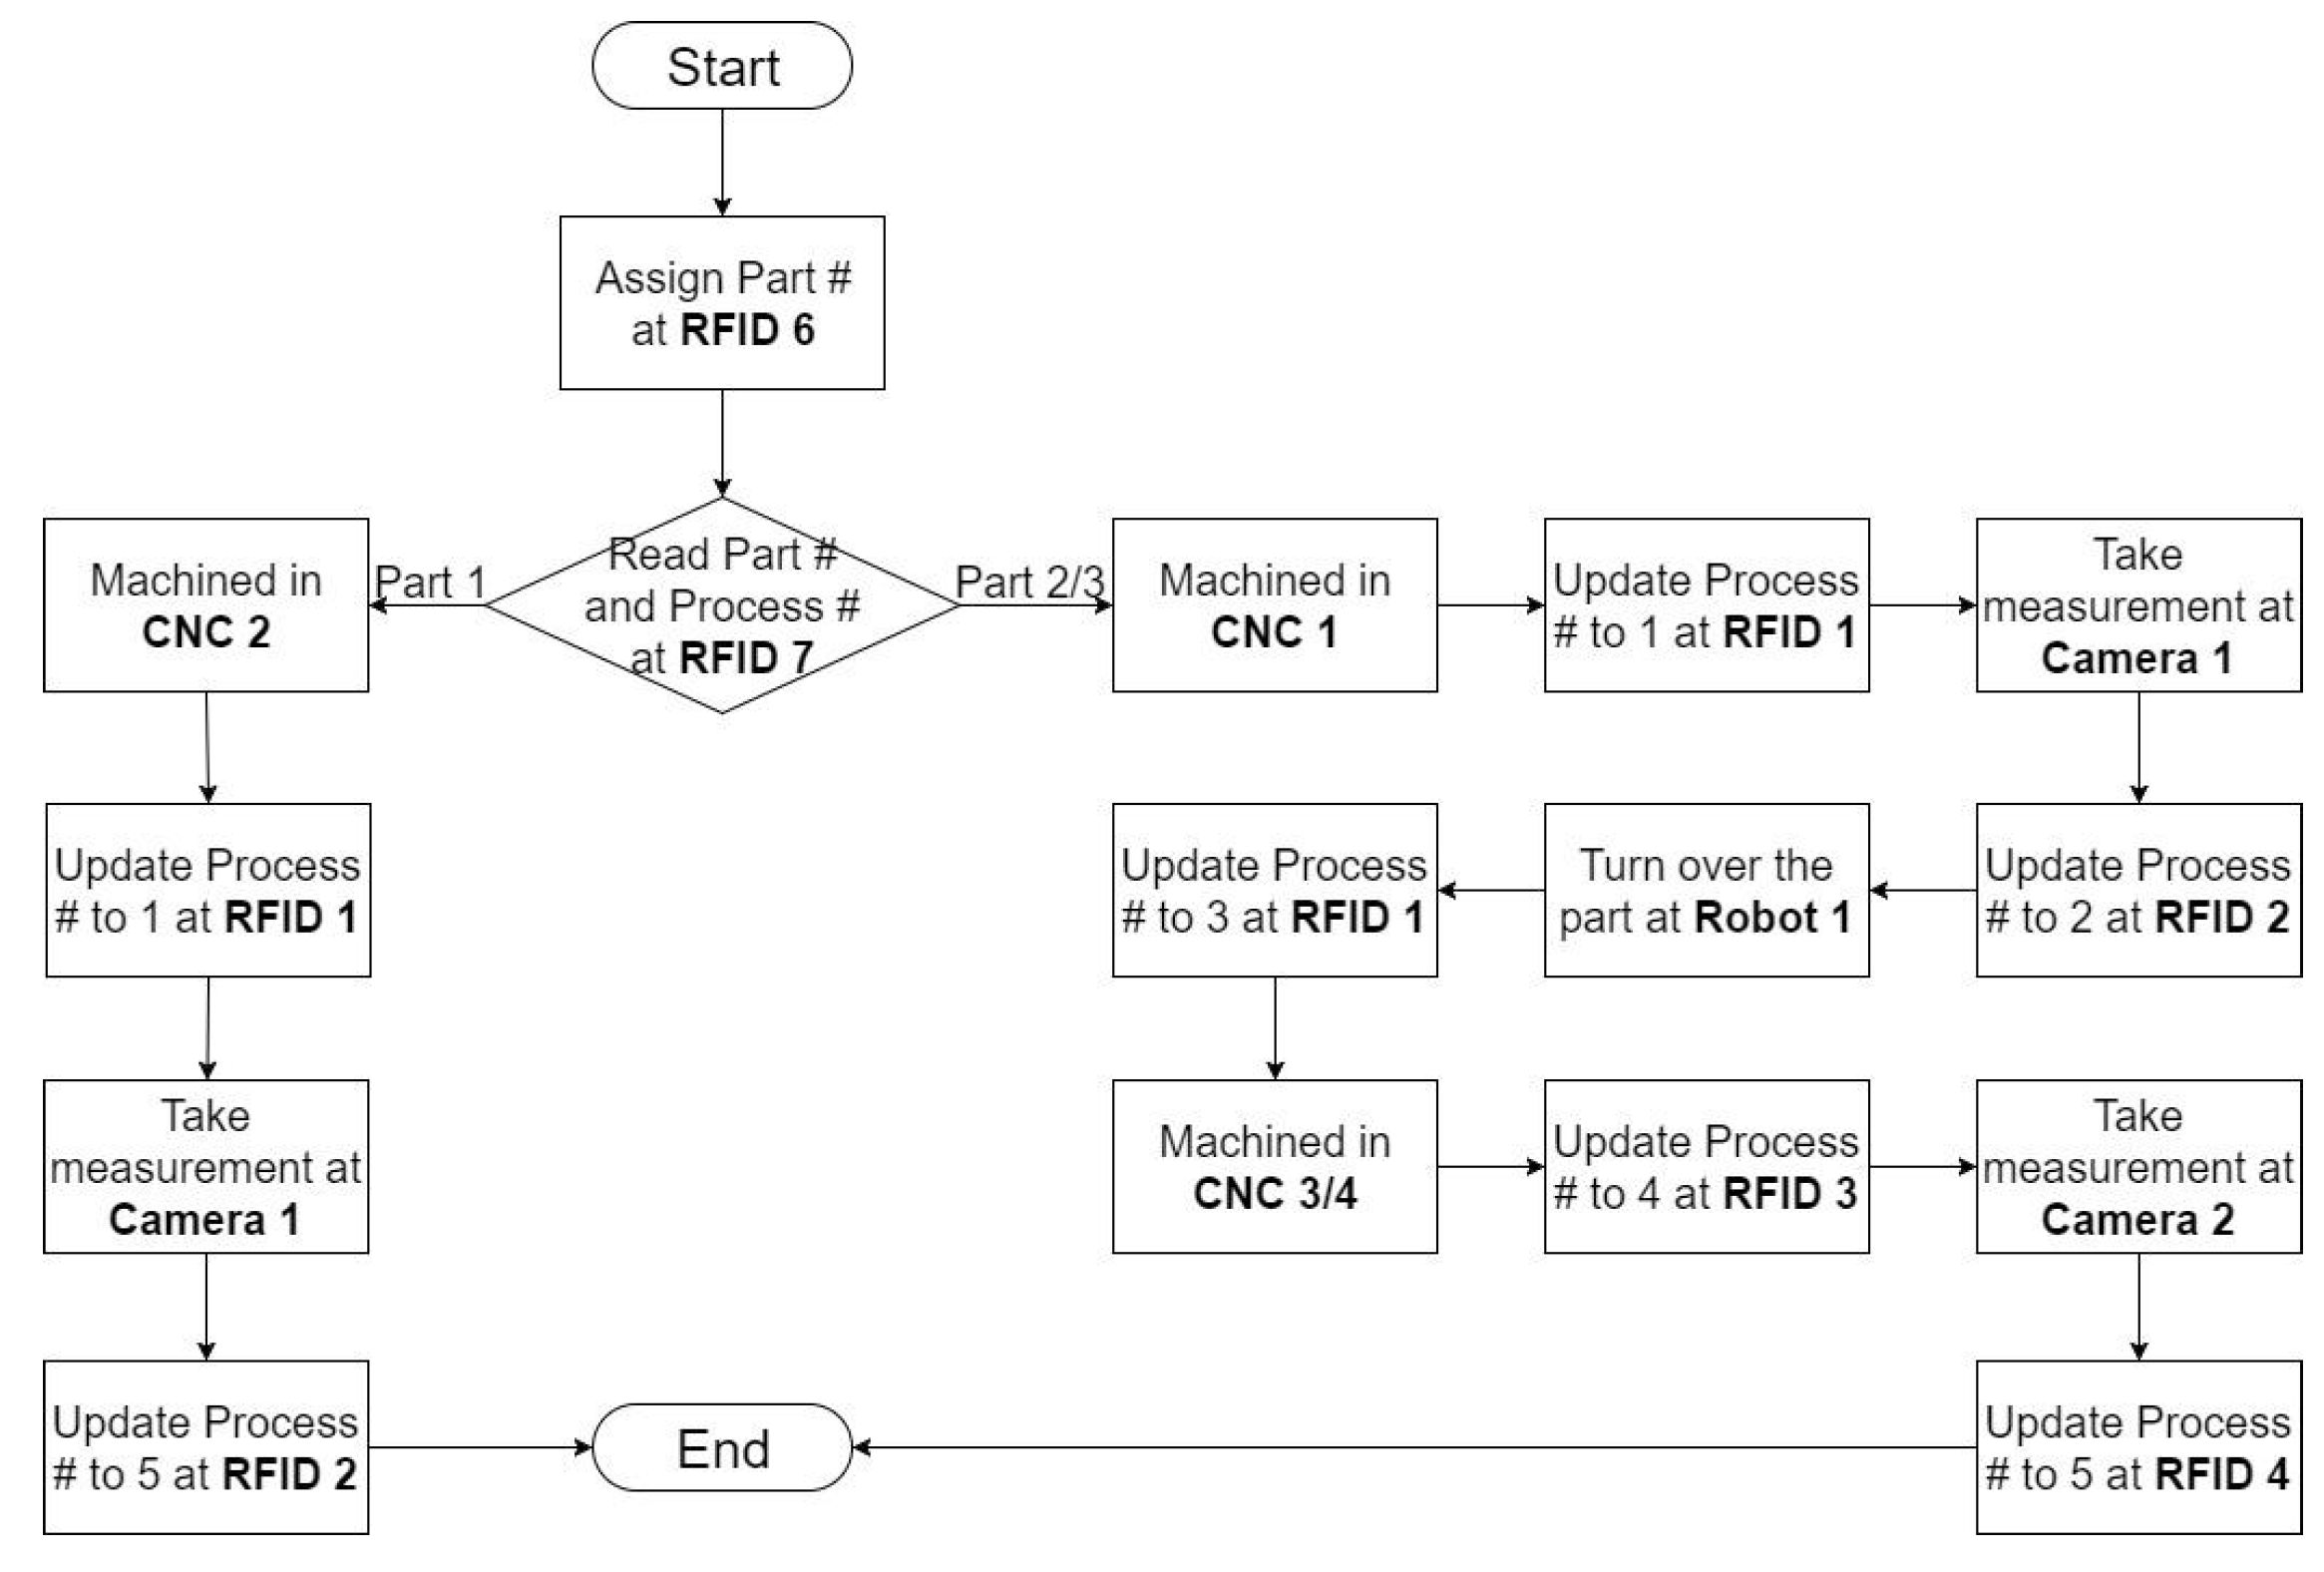 Start
Assign Part #
at RFID 6
Read Part #
and Process #
at RFID 7
Part 1
Part 2/3
Machined in
CNC 2
Update Process
# to 1 at RFID 1
Take
measurement at
Camera 1
Update Process
# to 5 at RFID 2
Machined in
CNC 1
Update Process
# to 1 at RFID 1
Take
measurement at
Camera 1
Update Process
# to 2 at RFID 2
Turn over the
part at Robot 1
Update Process
# to 3 at RFID 1
Machined in
CNC 3/4
Update Process
# to 4 at RFID 3
Take
measurement at
Camera 2
Update Process
# to 5 at RFID 4
End